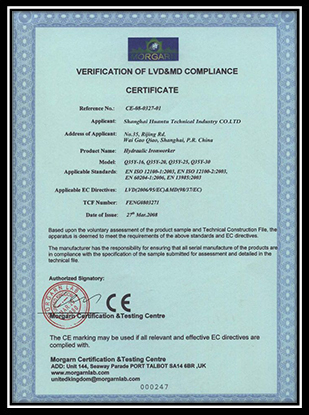 MORGARN
VERIFICATION OF LVD&MD COMPLIANCE
CERTIFICATE
Reference No.: CE-08-0327-01
Applicant: Shanghai Huantu Technical Industry CO.LTD
Address of Applicant: No.15, Rijing Rd.
Wai Gao Qiao, Shanghai, P.R. China
Product Name: Hydraulic Ironworker
Model: Q35Y-16, Q35Y-20, Q35Y-25, Q35Y-30
Applicable Standards: EN ISO 12100-1:2003, EN ISO 12100-2:2003,
EN 60204-1:2006, EN 13985:2003
Applicable EC Directives: LVD(2006/95/EC)&MD(98/37/EC)
TCF Number: FENG0803271
Date of Issue: 27th Mar.2008
Based upon the voluntary assessment of the product sample and Technical Construction File, the
apparatus is deemed to meet the requirements of the above standards and EC directives.
The manufacturer has the responsibility for ensuring that all serial manufacture of the products are
in compliance with the specification of the sample submitted for assessment and detailed in the
technical file.
Authorized Signatory:
CE
Morgarn Certification &Testing Centre
The CE marking may be used if all relevant and effective EC directives are
complied with.
Morgarn Certification &Testing Centre
ADD: Unit 144, Seaway Parade PORT TALBOT SA14 6BR ,UK
www.morgarnlab.com
unitedkingdom@morgarnlab.com
000247